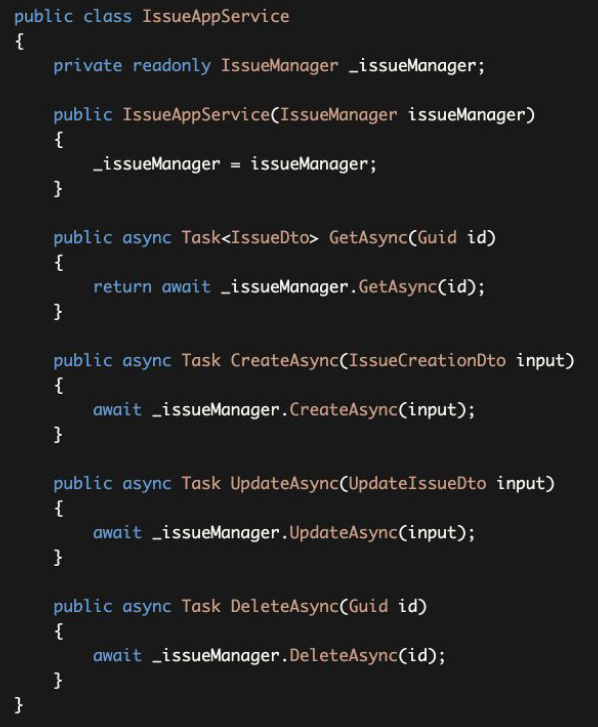 public class IssueAppService
{
    private readonly IssueManager _issueManager;
    public IssueAppService(IssueManager issueManager)
    {
        _issueManager = issueManager;
    }
    public async Task<IssueDto> GetAsync(Guid id)
    {
        return await _issueManager.GetAsync(id);
    }
    public async Task CreateAsync(IssueCreationDto input)
    {
        await _issueManager.CreateAsync(input);
    }
    public async Task UpdateAsync(UpdateIssueDto input)
    {
        await _issueManager.UpdateAsync(input);
    }
    public async Task DeleteAsync(Guid id)
    {
        await _issueManager.DeleteAsync(id);
    }
}